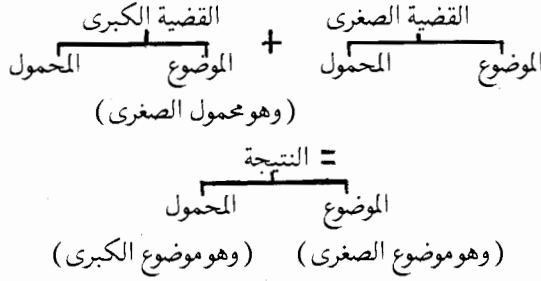 القضية الصغرى + القضية الكبرى
الموضوع المحمول الموضوع المحمول
(وهو محمول الصغرى)
= النتيجة
الموضوع المحمول
(وهو موضوع الصغرى) (وهو موضوع الكبرى)